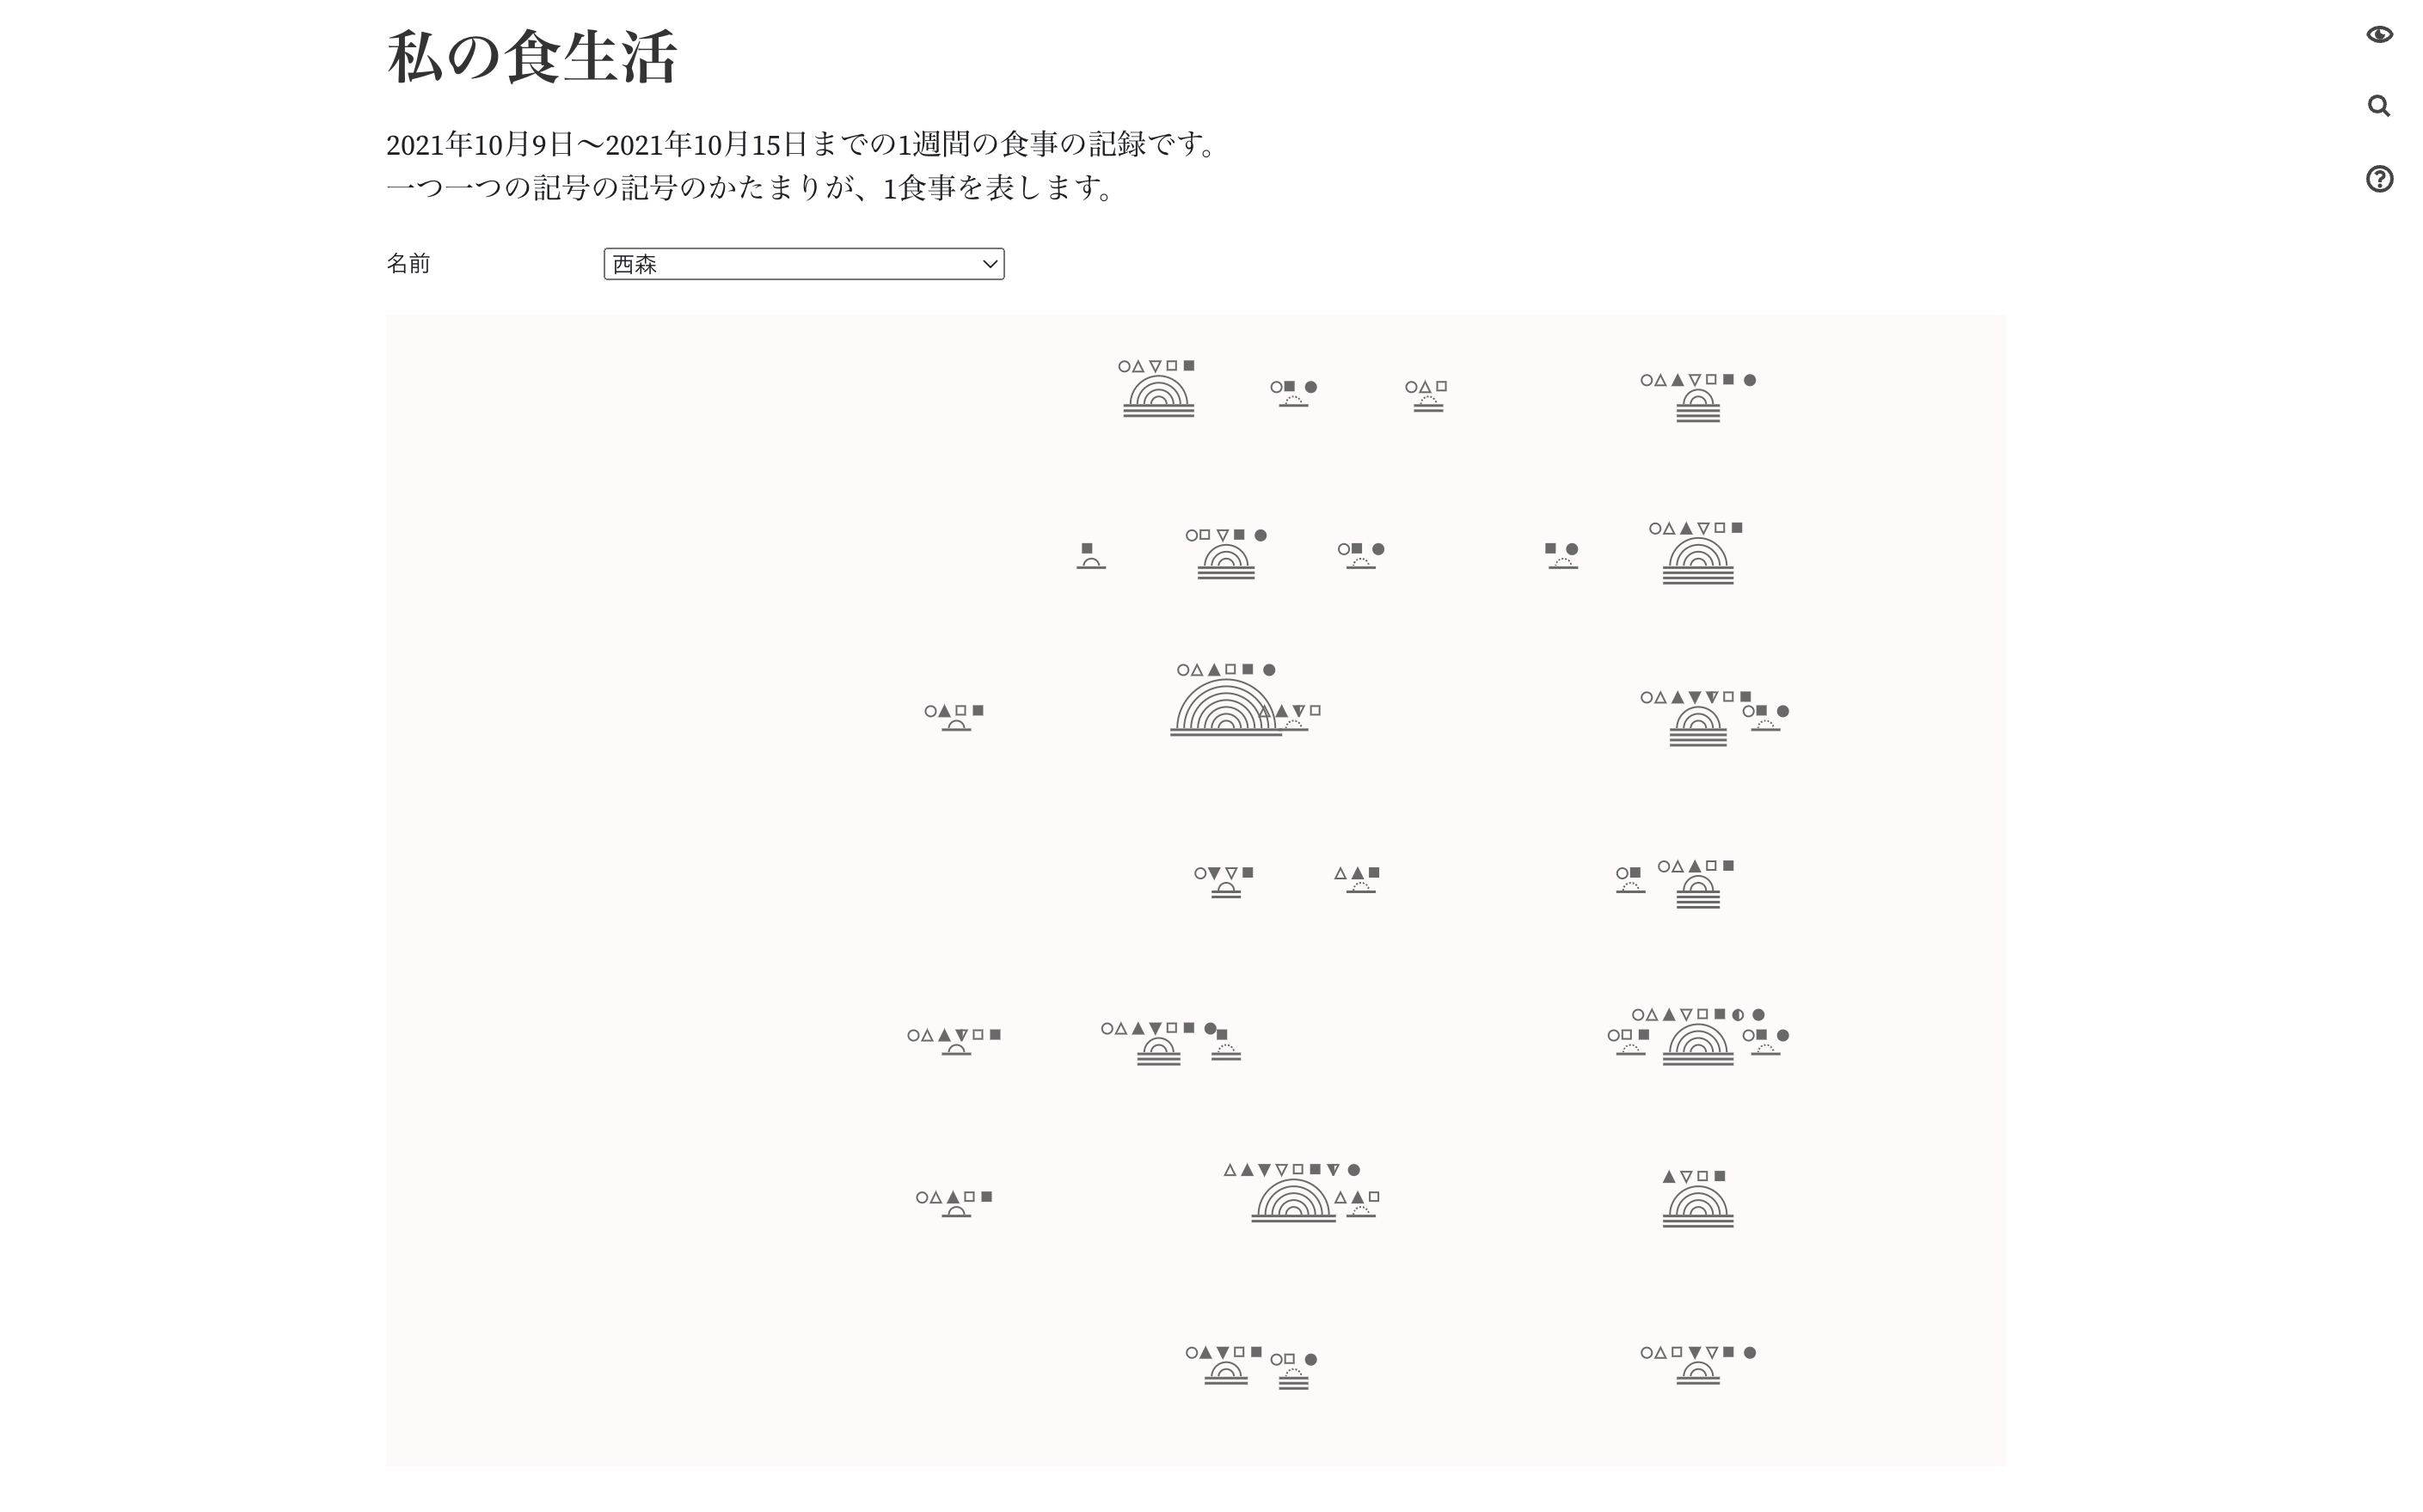 私の食生活
2021年10月9日～2021年10月15日までの1週間の食事の記録です。
一つ一つの記号の記号のかたまりが、1食事を表します。
名前
西森